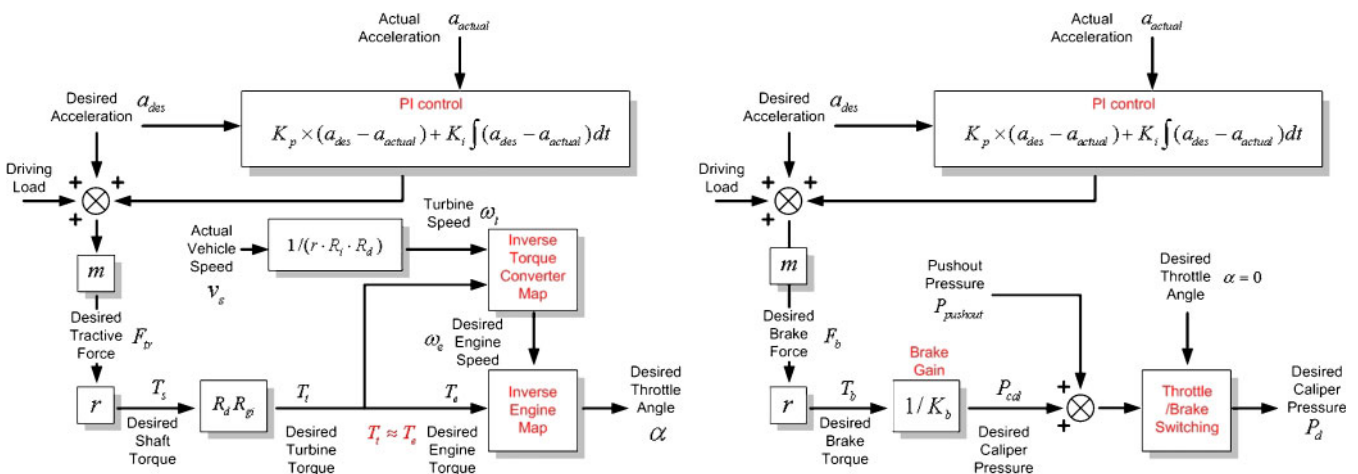 Actual
Acceleration
a_actual
Desired
Acceleration
a_des
PI control
K_p × (a_des − a_actual) + K_i ∫(a_des − a_actual)dt
Driving
Load
+
+
+
Turbine
Speed
ω_t
Actual
Vehicle
Speed
v_s
1/(r · R_i · R_d)
Inverse
Torque
Converter
Map
m
Desired
Tractive
Force
F_tr
Desired
Engine
Speed
ω_e
r
T_s
Desired
Shaft
Torque
R_d R_gi
T_t
Desired
Turbine
Torque
T_t ≈ T_e
T_e
Desired
Engine Torque
Inverse
Engine
Map
Desired
Throttle
Angle
α
Actual
Acceleration
a_actual
Desired
Acceleration
a_des
PI control
K_p × (a_des − a_actual) + K_i ∫(a_des − a_actual)dt
Driving
Load
+
+
+
m
Desired
Brake
Force
F_b
Pushout
Pressure
P_pushout
Desired
Throttle
Angle
α = 0
r
T_b
Desired
Brake
Torque
Brake
Gain
1/K_b
P_cal
Desired
Caliper
Pressure
+
+
Throttle
/Brake
Switching
Desired
Caliper
Pressure
P_d